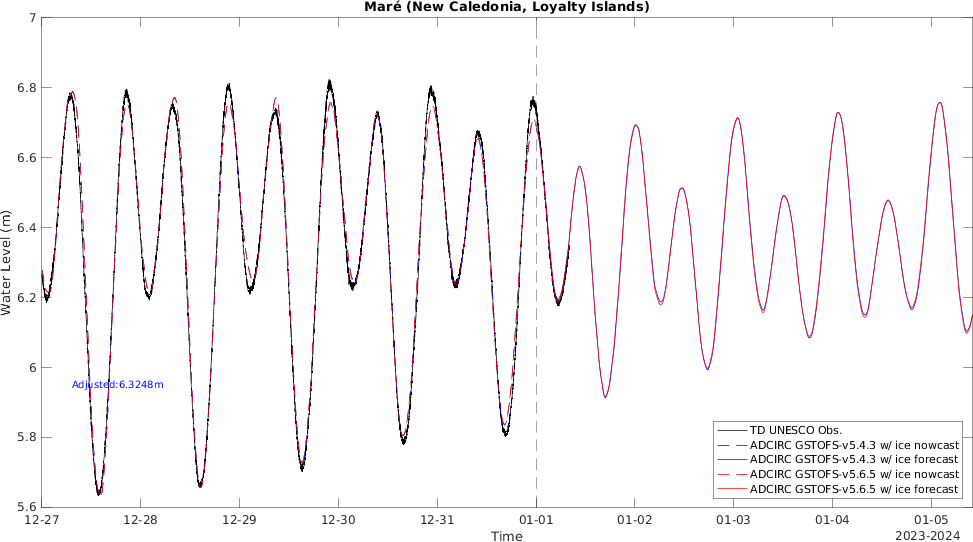 Maré (New Caledonia, Loyalty Islands)
7
6.8
6.6
6.4
6.2
6
5.8
5.6
Water Level (m)
Adjusted:6.3248m
TD UNESCO Obs.
ADCIRC GSTOFS-v5.4.3 w/ ice nowcast
ADCIRC GSTOFS-v5.4.3 w/ ice forecast
ADCIRC GSTOFS-v5.6.5 w/ ice nowcast
ADCIRC GSTOFS-v5.6.5 w/ ice forecast
12-27 12-28 12-29 12-30 12-31 01-01 01-02 01-03 01-04 01-05
Time
2023-2024